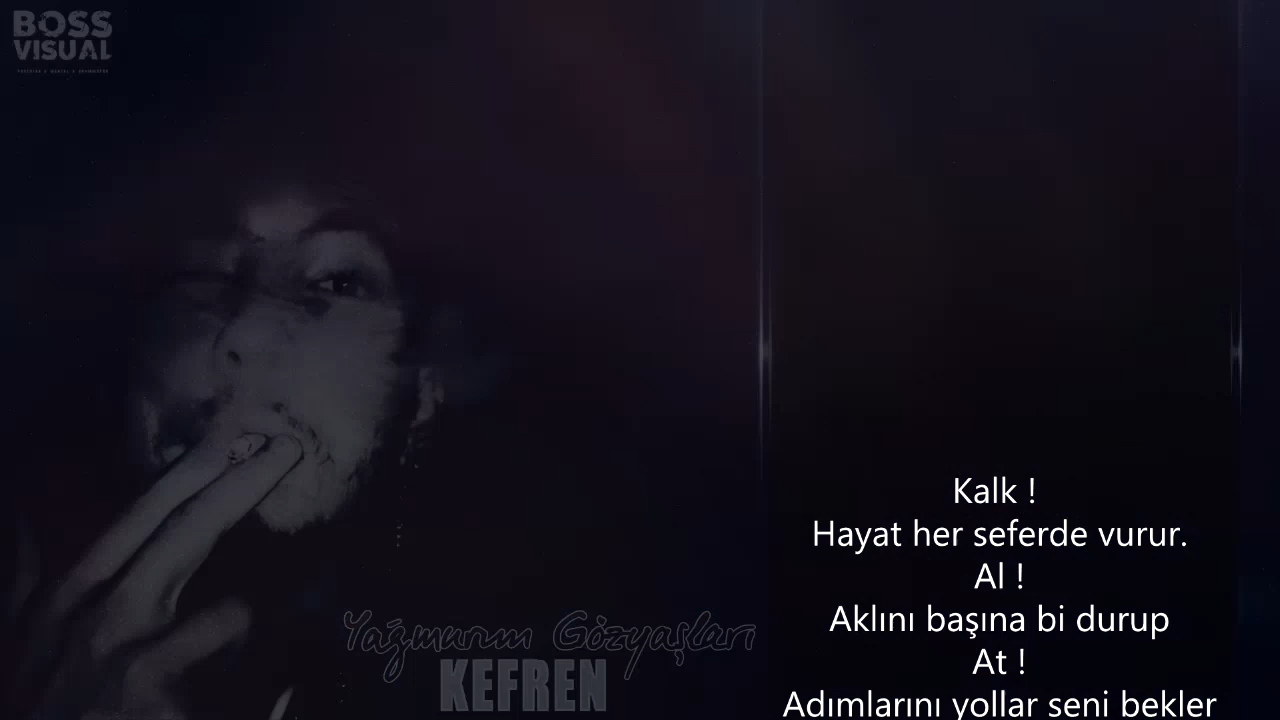 BOSS
VISUAL
Yağmurun Gözyaşları
KEFREN
Kalk !
Hayat her seferde vurur.
Al !
Aklını başına bi durup
At !
Adımlarını yollar seni bekler